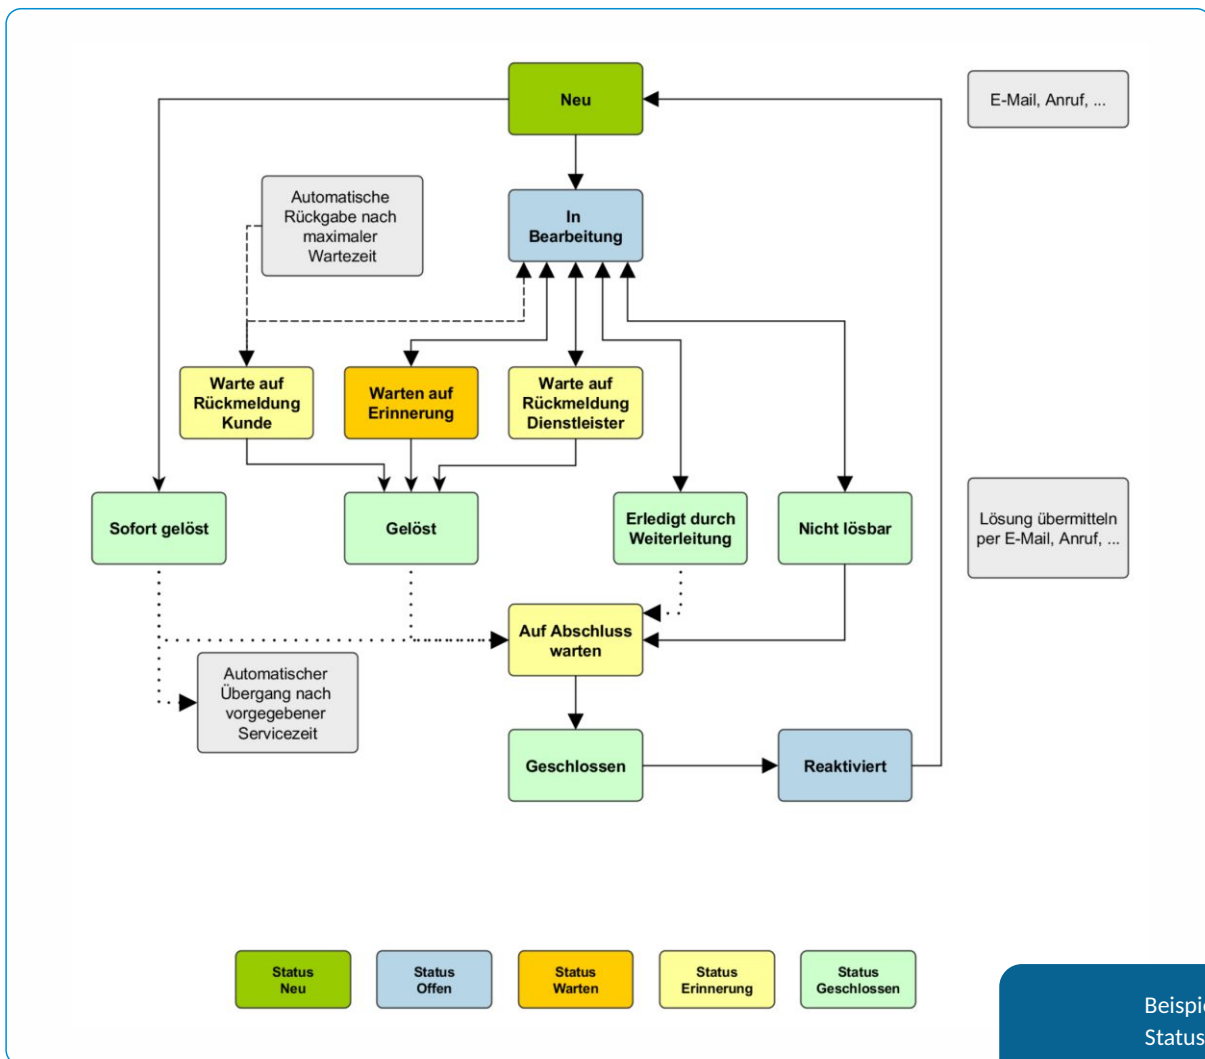 Neu
E-Mail, Anruf, ...
Automatische
Rückgabe nach
maximaler
Wartezeit
In
Bearbeitung
Warte auf
Rückmeldung
Kunde
Warten auf
Erinnerung
Warte auf
Rückmeldung
Dienstleister
Sofort gelöst
Gelöst
Erledigt durch
Weiterleitung
Nicht lösbar
Lösung übermitteln
per E-Mail, Anruf, ...
Auf Abschluss
warten
Automatischer
Übergang nach
vorgegebener
Servicezeit
Geschlossen
Reaktiviert
Status
Neu
Status
Offen
Status
Warten
Status
Erinnerung
Status
Geschlossen
Beispie
Status